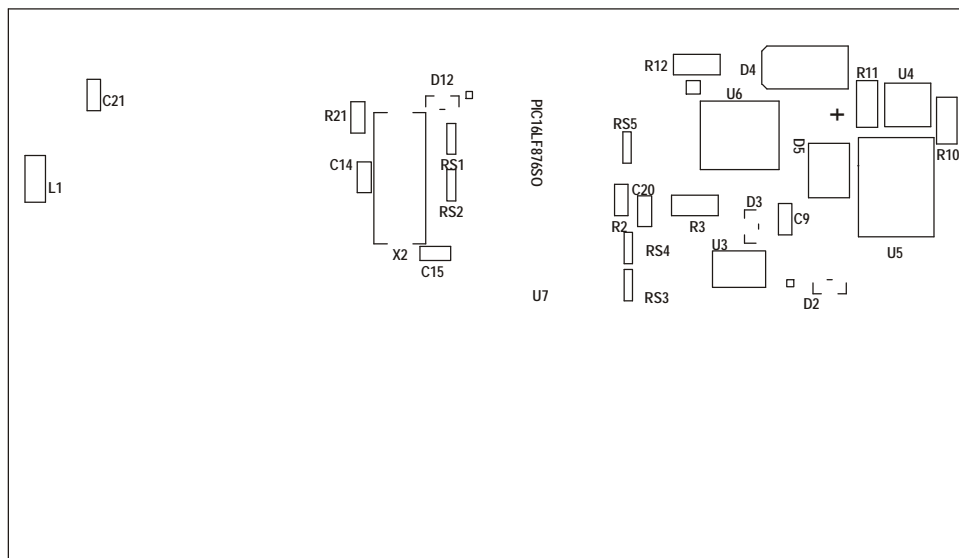 R12
D4
R11
U4
D12
U6
C21
R21
PIC16LF876SO
RS5
D5
R10
C14
RS1
L1
C20
RS2
D3
C9
R2
R3
U3
X2
RS4
U5
C15
U7
RS3
D2